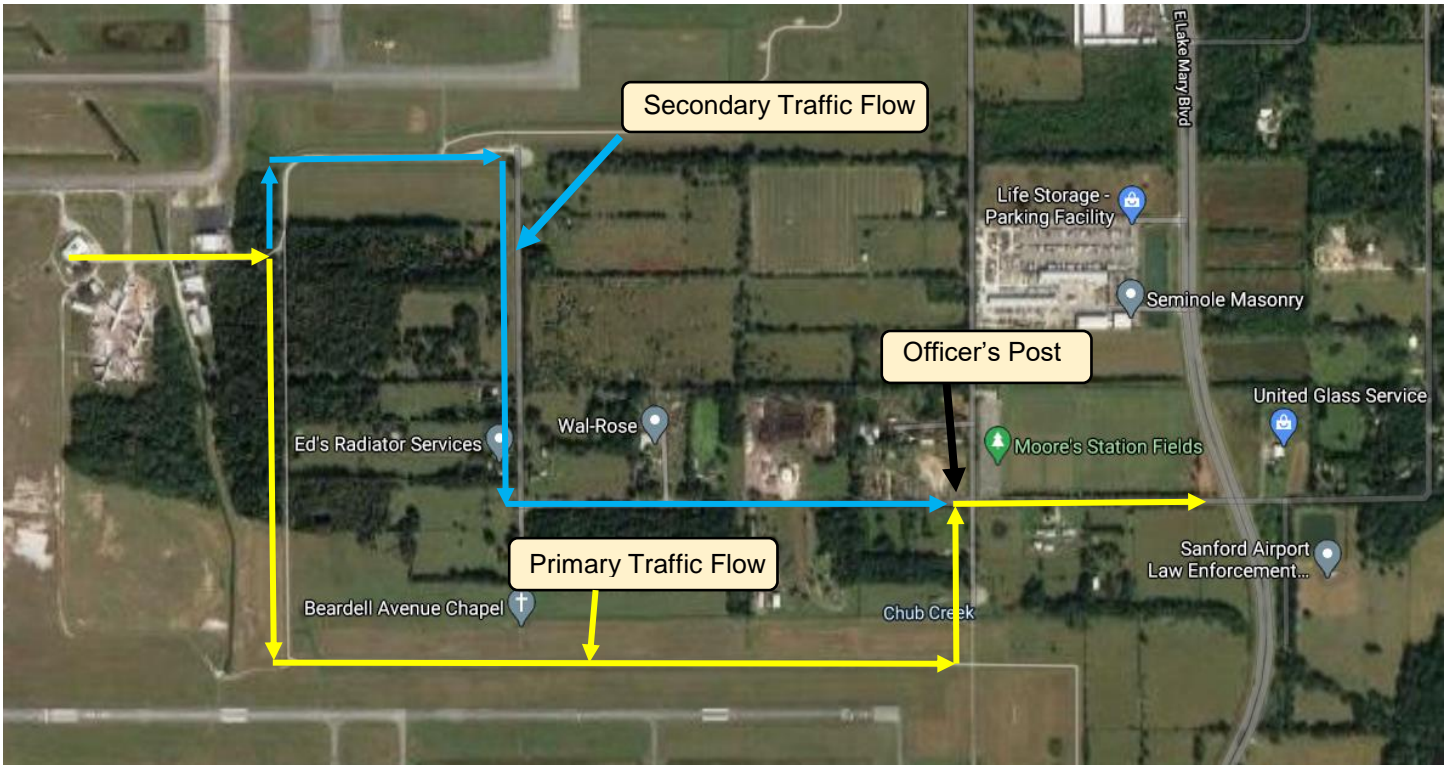 E Lake Mary Blvd
Secondary Traffic Flow
Life Storage -
Parking Facility
Seminole Masonry
Officer's Post
United Glass Service
Wal-Rose
Ed's Radiator Services
Moore's Station Fields
Primary Traffic Flow
Sanford Airport
Law Enforcement...
Beardell Avenue Chapel
Chub Creek